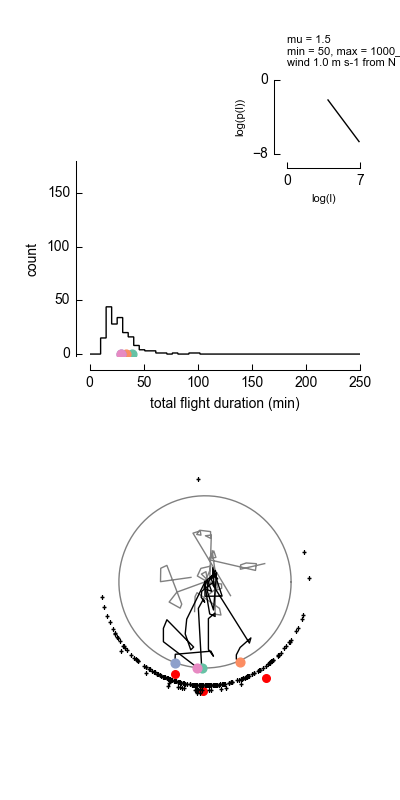 mu = 1.5
min = 50, max = 1000_
wind 1.0 m s-1 from N
0
log(p(l))
−8
0
7
log(l)
150
100
count
50
0
0
50
100
150
200
250
total flight duration (min)